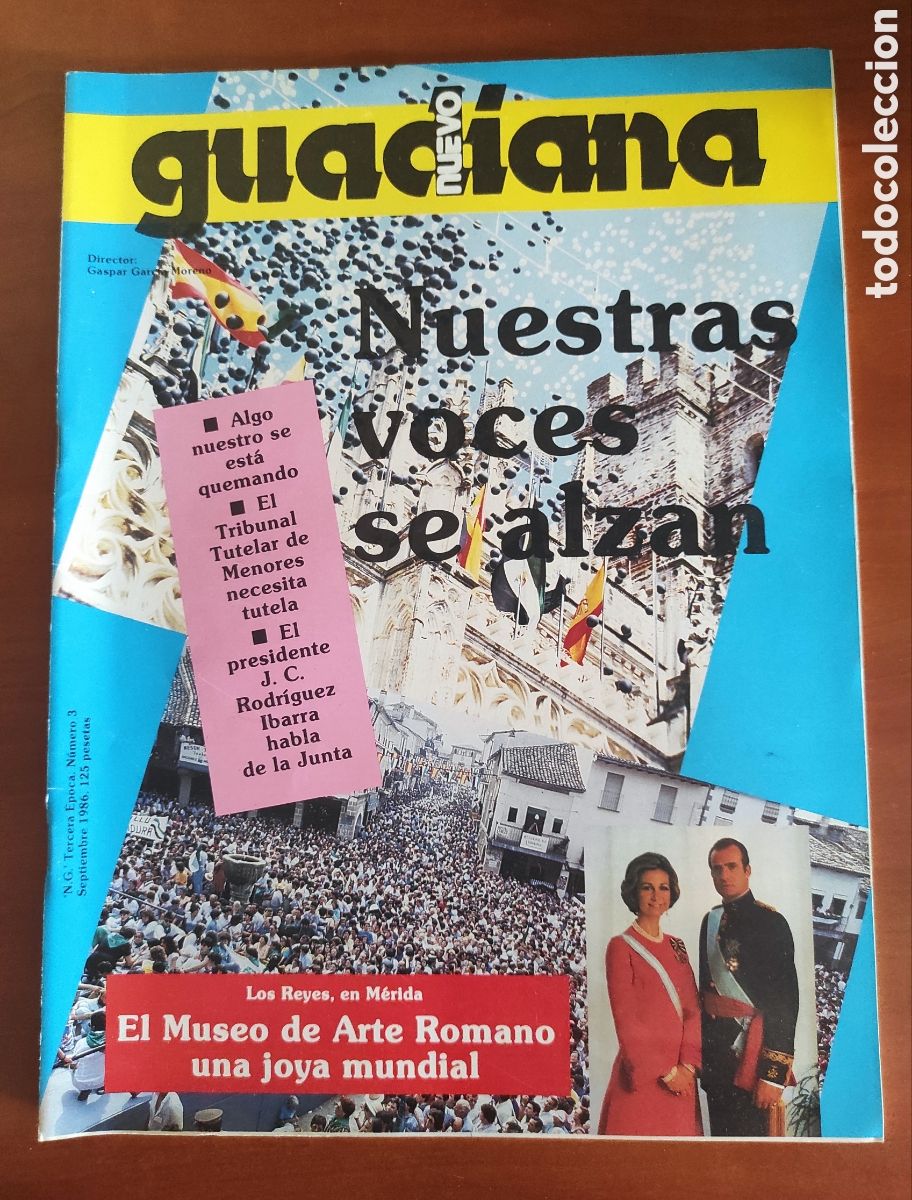 todocoleccion
guadiana
NUEVO
Director:
Gaspar García Moreno
Nuestras
voces
se alzan
■ Algo
nuestro se
está
quemando
■ El
Tribunal
Tutelar de
Menores
necesita
tutela
■ El
presidente
J. C.
Rodríguez
Ibarra
habla
de la Junta
'N.G.' Tercera Epoca. Número 3
Septiembre 1986. 125 pesetas
DURA
Los Reyes, en Mérida
El Museo de Arte Romano
una joya mundial